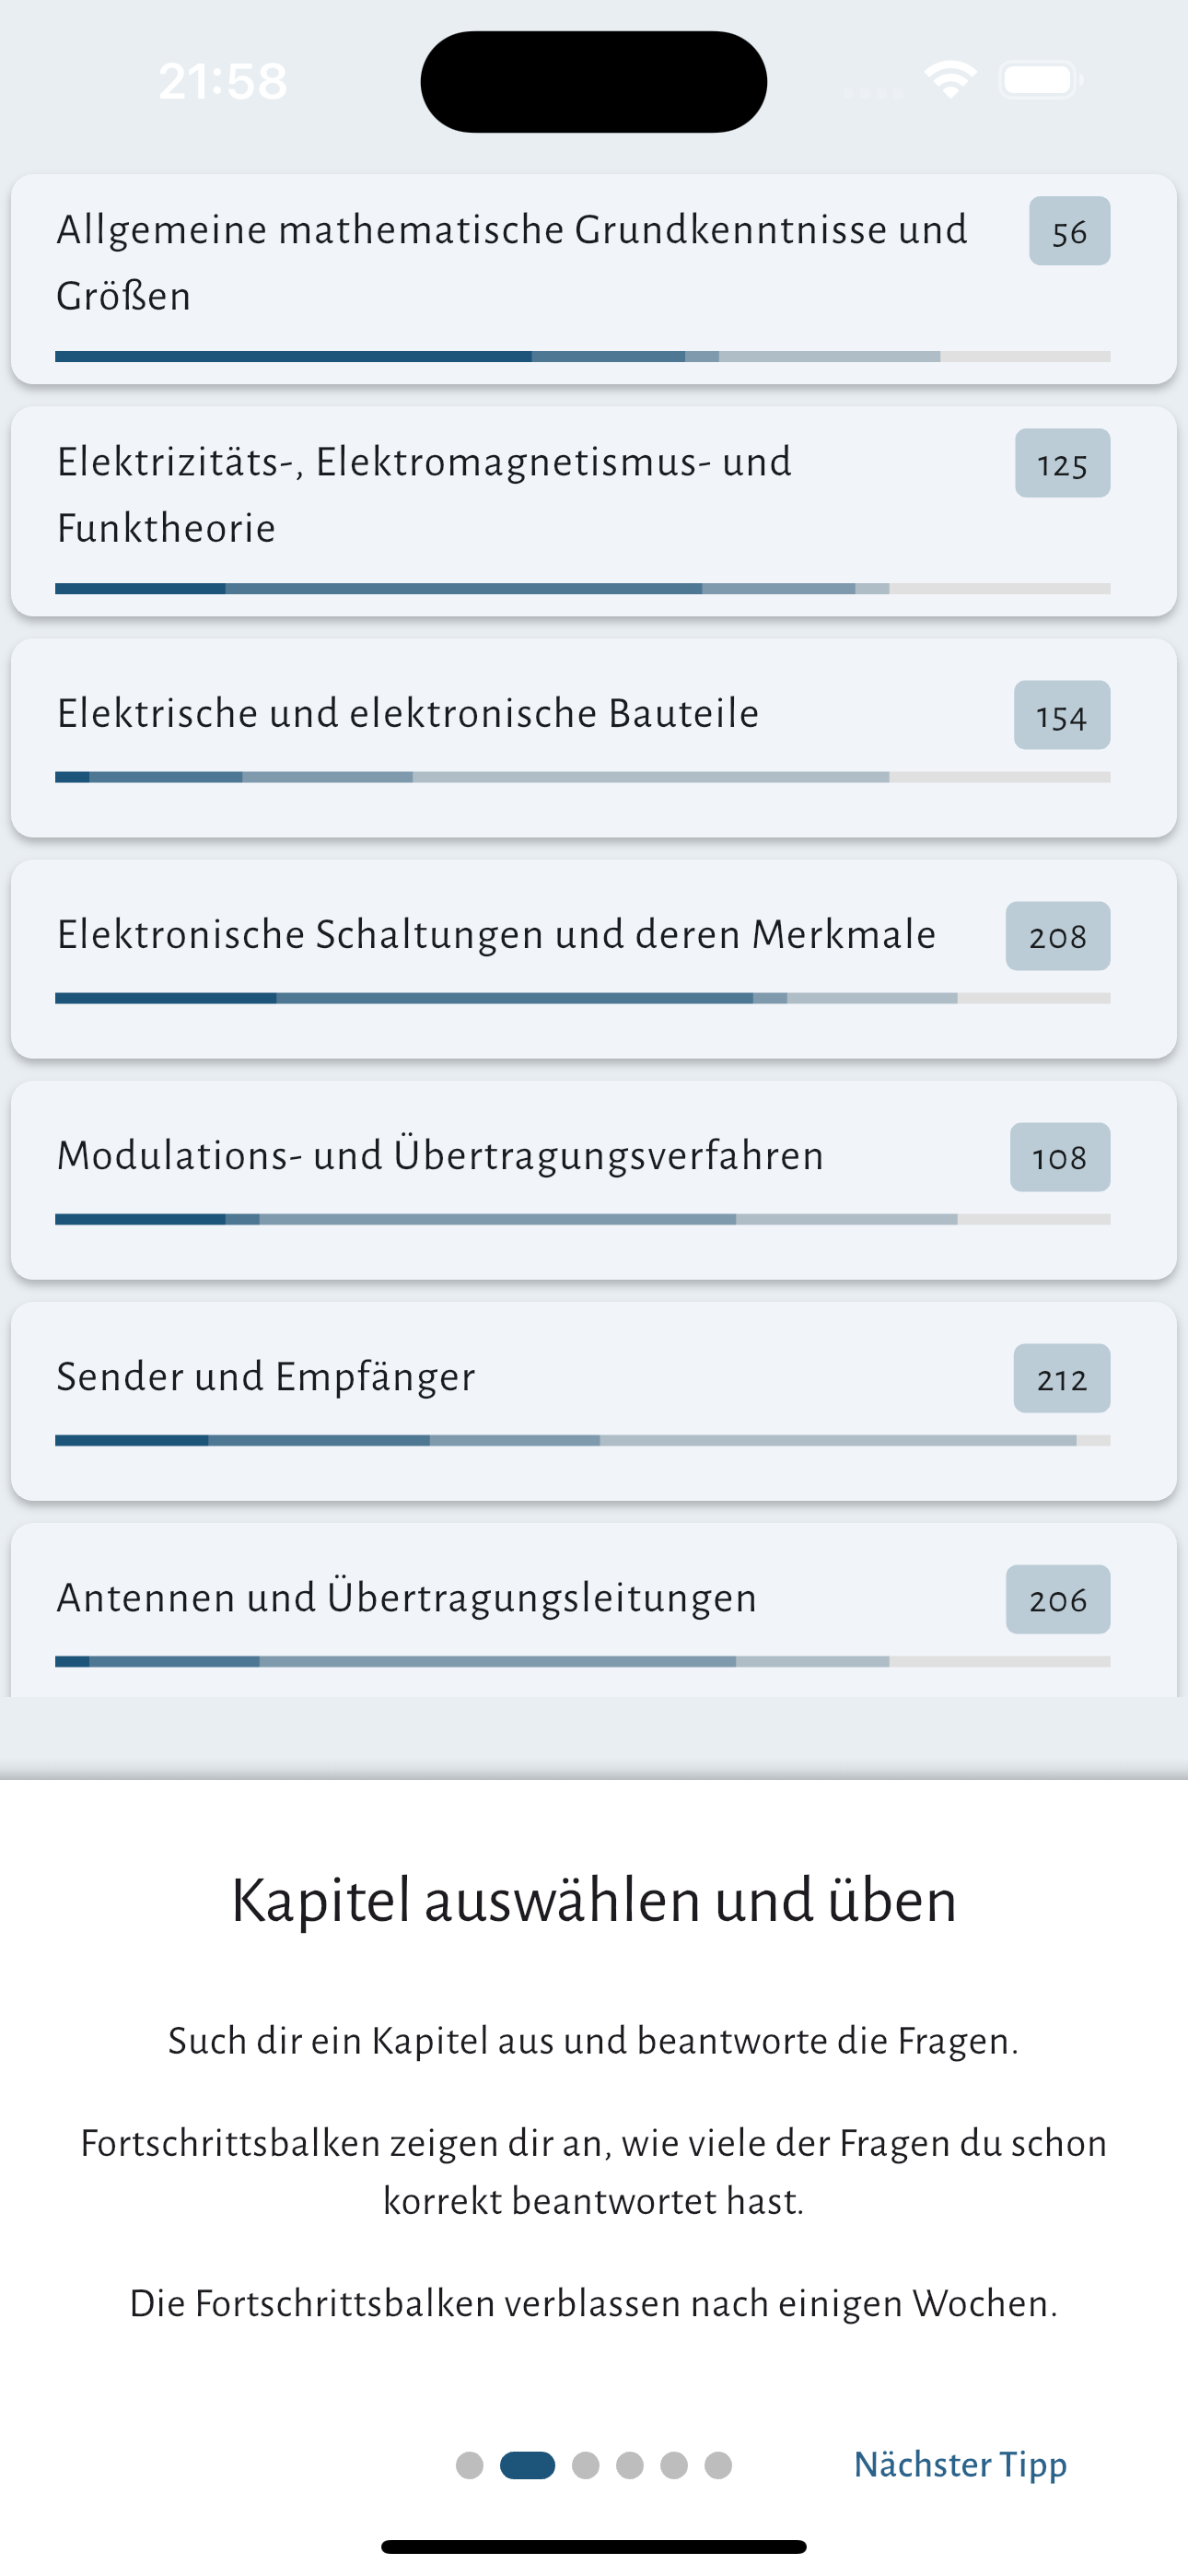 21:58
Allgemeine mathematische Grundkenntnisse und
Größen
56
Elektrizitäts-, Elektromagnetismus- und
Funktheorie
125
Elektrische und elektronische Bauteile
154
Elektronische Schaltungen und deren Merkmale
208
Modulations- und Übertragungsverfahren
108
Sender und Empfänger
212
Antennen und Übertragungsleitungen
206
Kapitel auswählen und üben
Such dir ein Kapitel aus und beantworte die Fragen.
Fortschrittsbalken zeigen dir an, wie viele der Fragen du schon
korrekt beantwortet hast.
Die Fortschrittsbalken verblassen nach einigen Wochen.
Nächster Tipp